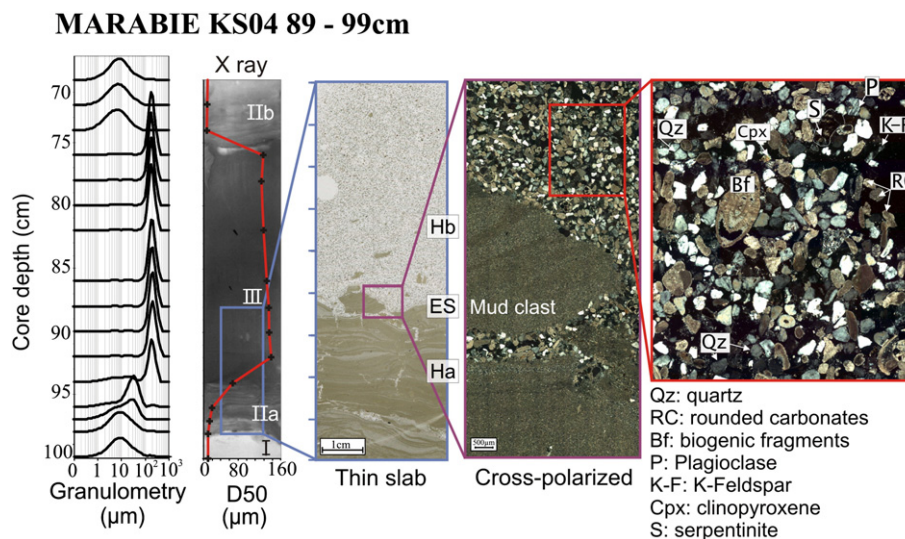 MARABIE KS04 89 - 99cm
X ray
70
75
80
85
90
95
100
Core depth (cm)
0 1 10 10² 10³
Granulometry
(µm)
IIb
III
IIa
I
0 80 160
D50
(µm)
1cm
Thin slab
Hb
ES
Ha
Mud clast
500µm
Cross-polarized
P
S
K-F
Qz
Cpx
RC
Bf
Qz
Qz: quartz
RC: rounded carbonates
Bf: biogenic fragments
P: Plagioclase
K-F: K-Feldspar
Cpx: clinopyroxene
S: serpentinite